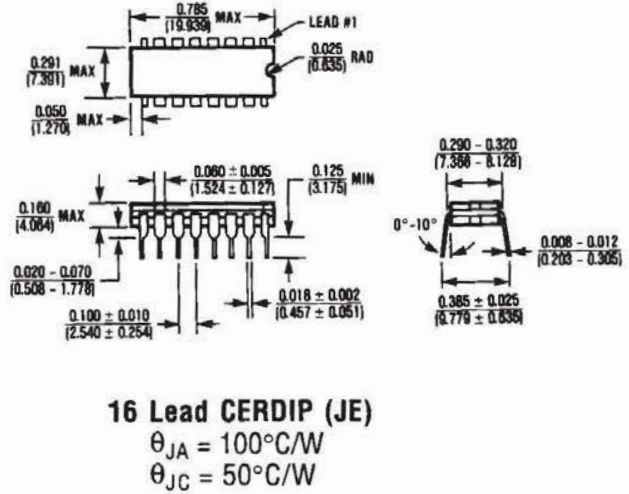 0.785
(19.939) MAX
LEAD #1
0.291
(7.391) MAX
0.025
(0.635) RAD
0.050
(1.270) MAX
0.060 ± 0.005
(1.524 ± 0.127)
0.125
(3.175) MIN
0.290 - 0.320
(7.366 - 8.128)
0.160
(4.064) MAX
0°-10°
0.008 - 0.012
(0.203 - 0.305)
0.020 - 0.070
(0.508 - 1.778)
0.018 ± 0.002
(0.457 ± 0.051)
0.100 ± 0.010
(2.540 ± 0.254)
0.385 ± 0.025
(9.779 ± 0.635)
16 Lead CERDIP (JE)
θJA = 100°C/W
θJC = 50°C/W